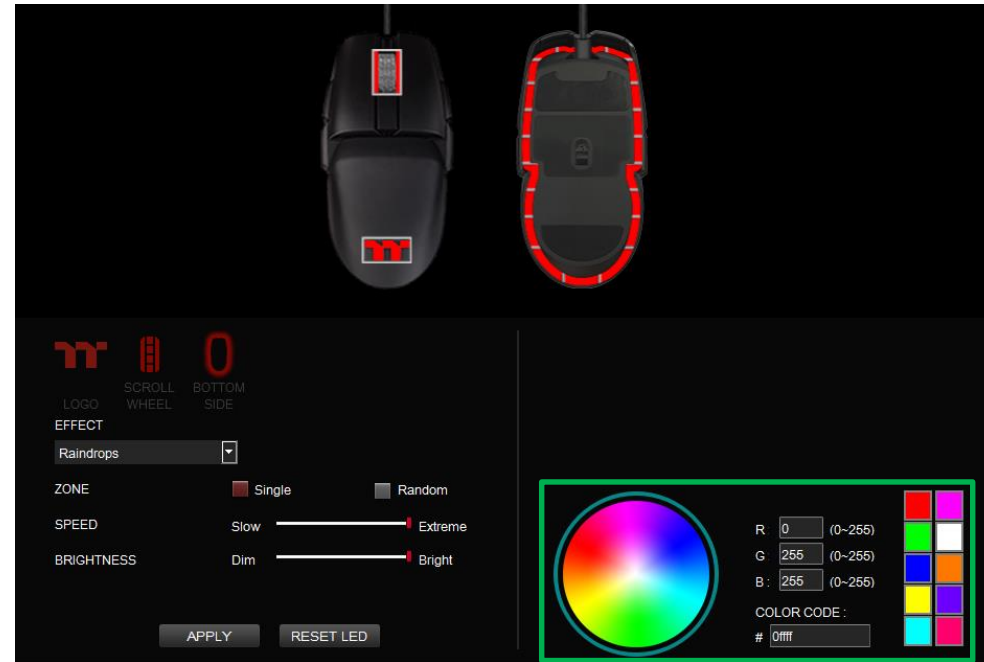 LOGO
SCROLL WHEEL
BOTTOM SIDE
EFFECT
Raindrops
ZONE Single Random
SPEED Slow Extreme
BRIGHTNESS Dim Bright
APPLY RESET LED
R 0 (0~255)
G 255 (0~255)
B : 255 (0~255)
COLOR CODE :
# 0ffff